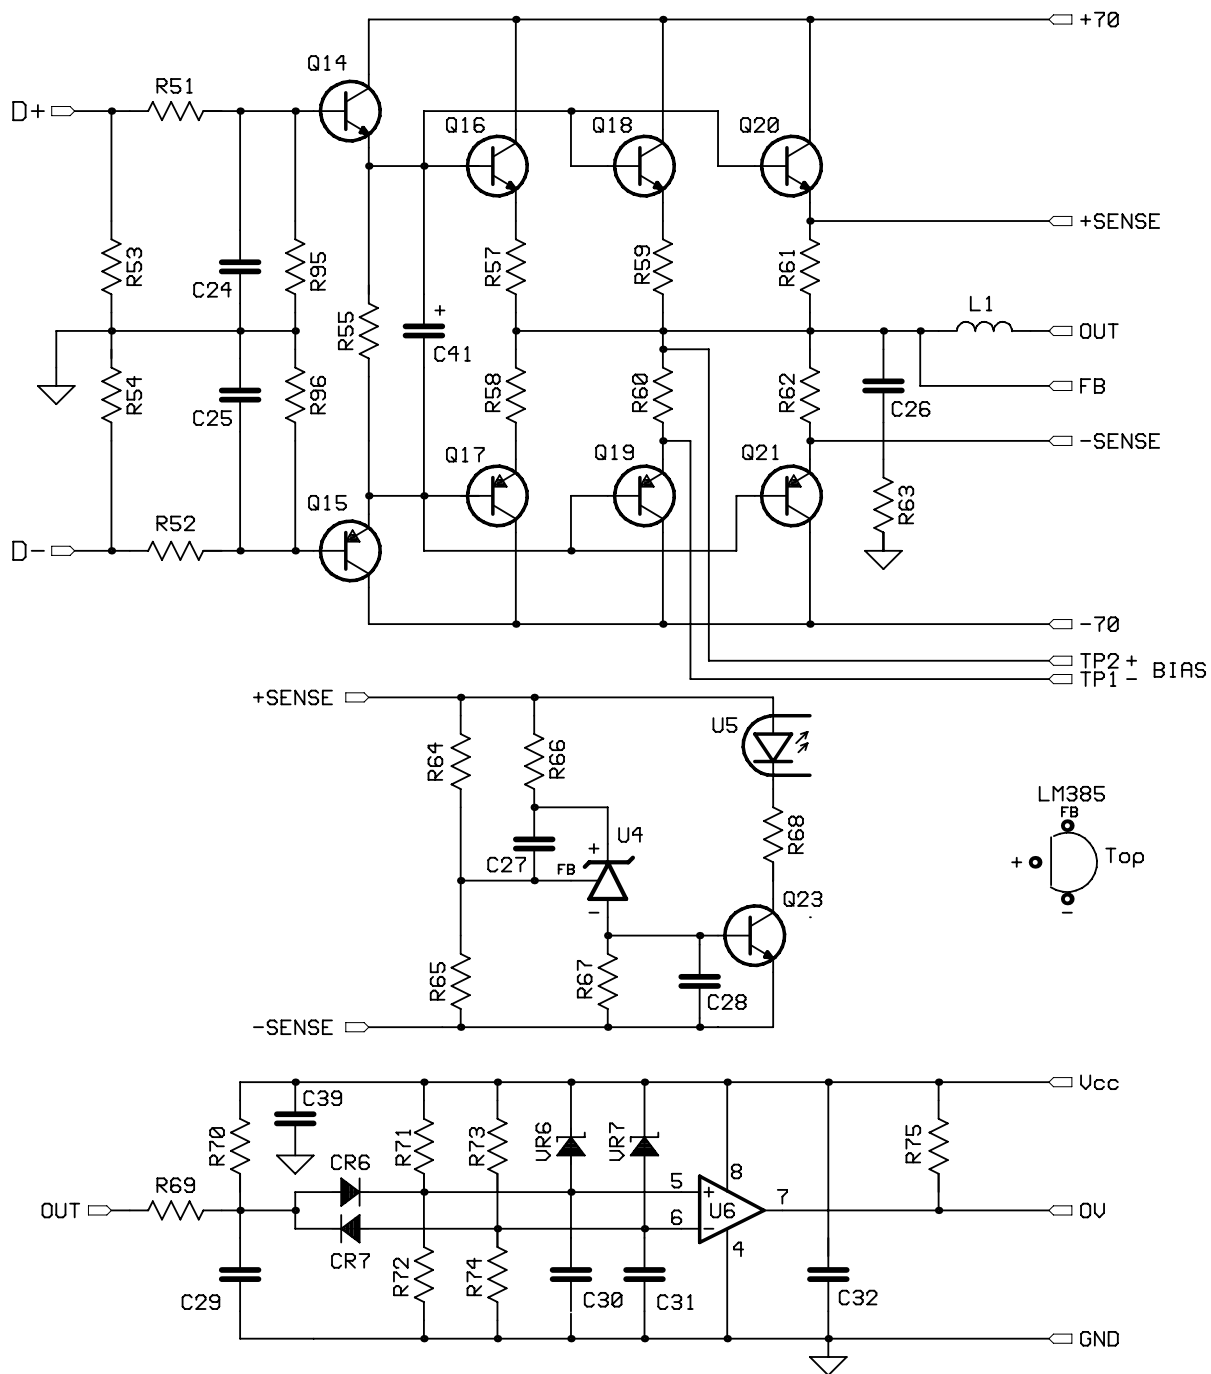 +70
Q14
R51
D+
Q16
Q18
Q20
+SENSE
R53
C24
R95
R55
+
C41
R57
R59
R61
L1
OUT
R54
C25
R96
R58
R60
R62
C26
FB
-SENSE
Q17
Q19
Q21
Q15
R52
R63
D-
-70
TP2 +
TP1 -
BIAS
+SENSE
U5
R64
R66
R68
LM385
FB
+
Top
-
C27
+
U4
FB
-
Q23
R65
R67
C28
-SENSE
Vcc
C39
R70
R71
R73
VR6
VR7
R75
CR6
R69
OUT
5
+
8
U6
7
6
-
4
OV
CR7
R72
R74
C29
C30
C31
C32
GND